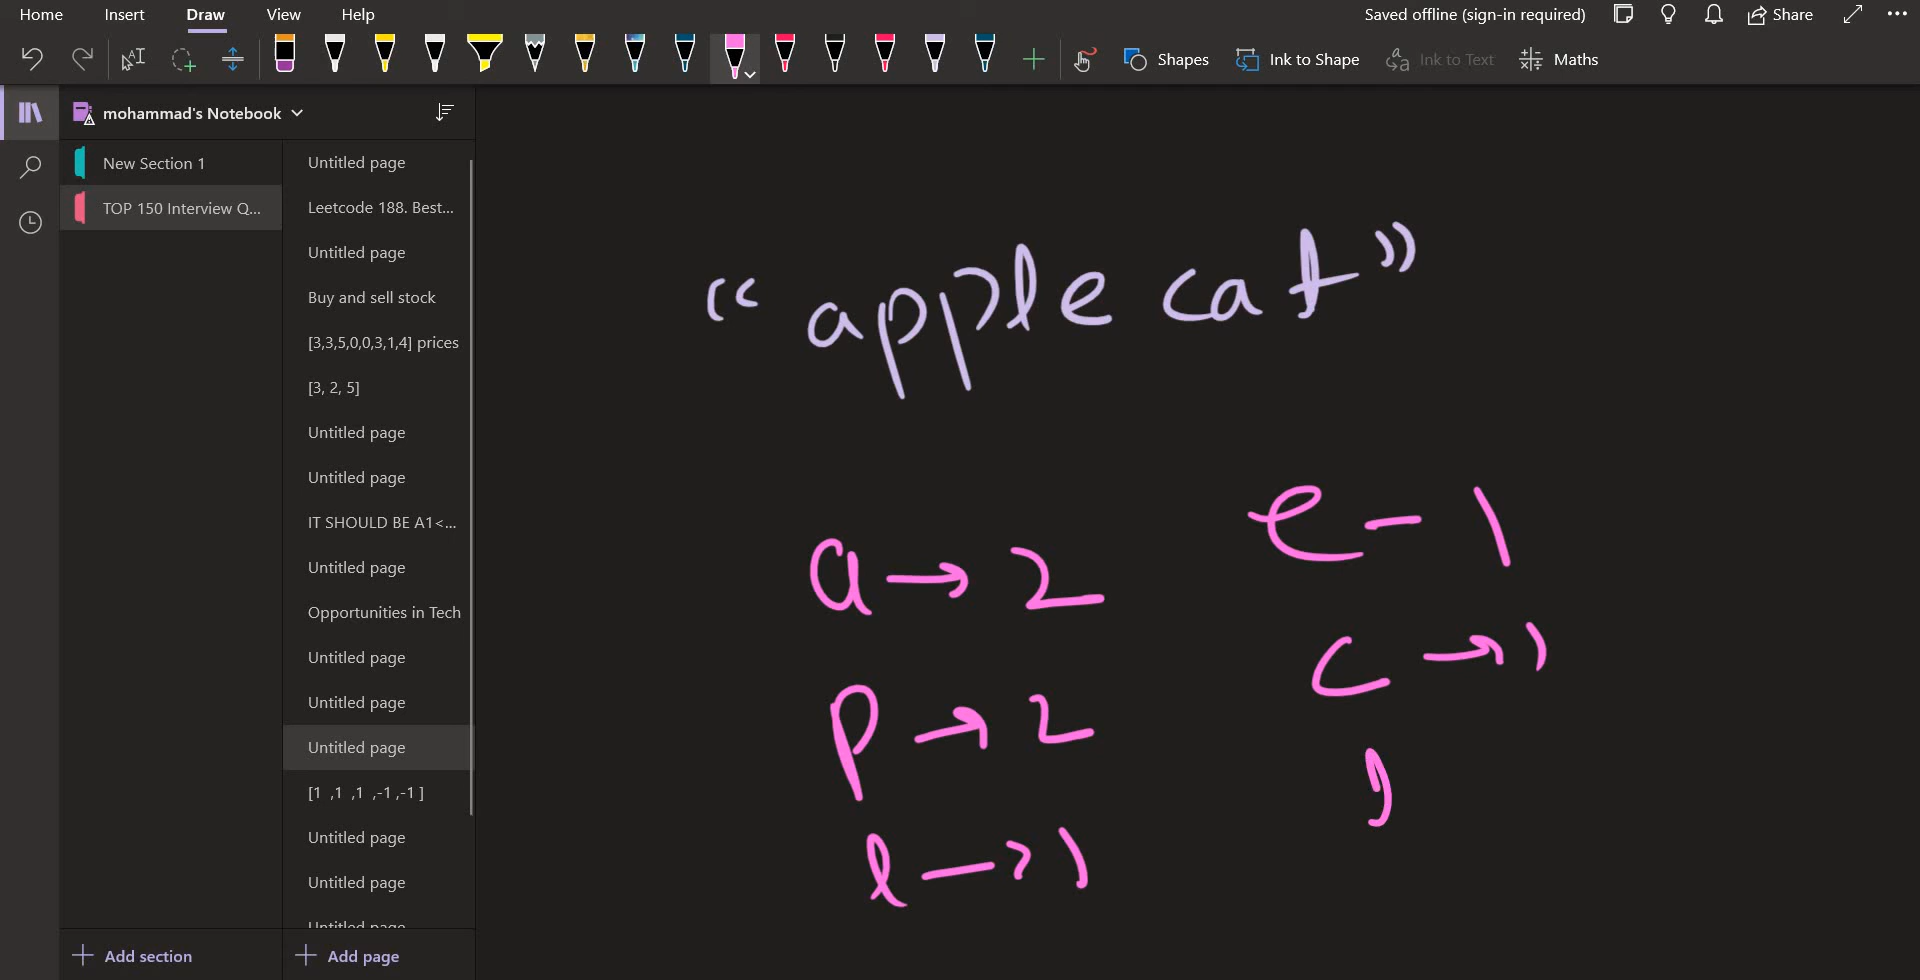 Home Insert Draw View Help Saved offline (sign-in required) Share
Shapes Ink to Shape Ink to Text Maths
mohammad's Notebook
New Section 1
TOP 150 Interview Q...
Untitled page
Leetcode 188. Best...
Untitled page
Buy and sell stock
[3,3,5,0,0,3,1,4] prices
[3, 2, 5]
Untitled page
Untitled page
IT SHOULD BE A1<...
Untitled page
Opportunities in Tech
Untitled page
Untitled page
Untitled page
[1 ,1 ,1 ,-1 ,-1 ]
Untitled page
Untitled page
Untitled page
Add section
Add page
“apple cat”
a → 2
p → 2
l → 1
e - 1
c → 1